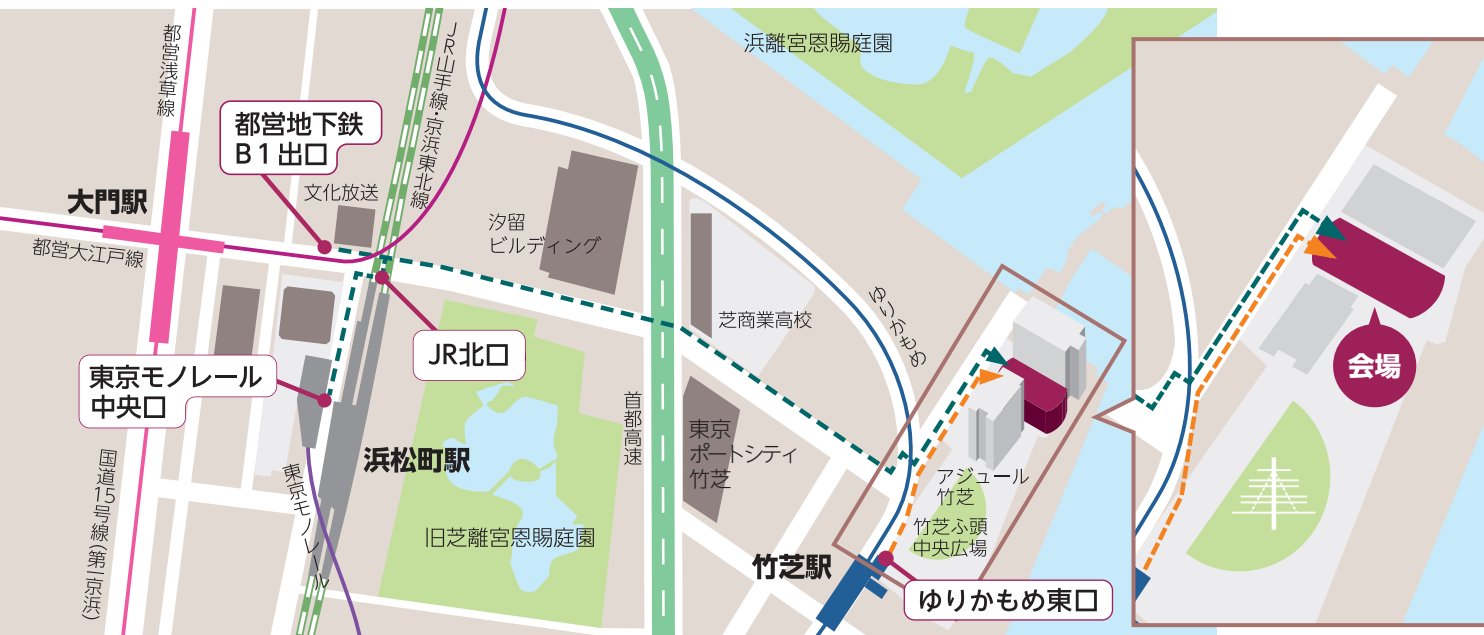 都営浅草線
JR山手線・京浜東北線
浜離宮恩賜庭園
都営地下鉄
B1出口
大門駅
文化放送
都営大江戸線
汐留
ビルディング
ゆりかもめ
芝商業高校
JR北口
東京モノレール
中央口
会場
首都高速
東京
ポートシティ
竹芝
浜松町駅
国道15号線(第一京浜)
東京モノレール
アジュール
竹芝
旧芝離宮恩賜庭園
竹芝ふ頭
中央広場
竹芝駅
ゆりかもめ東口